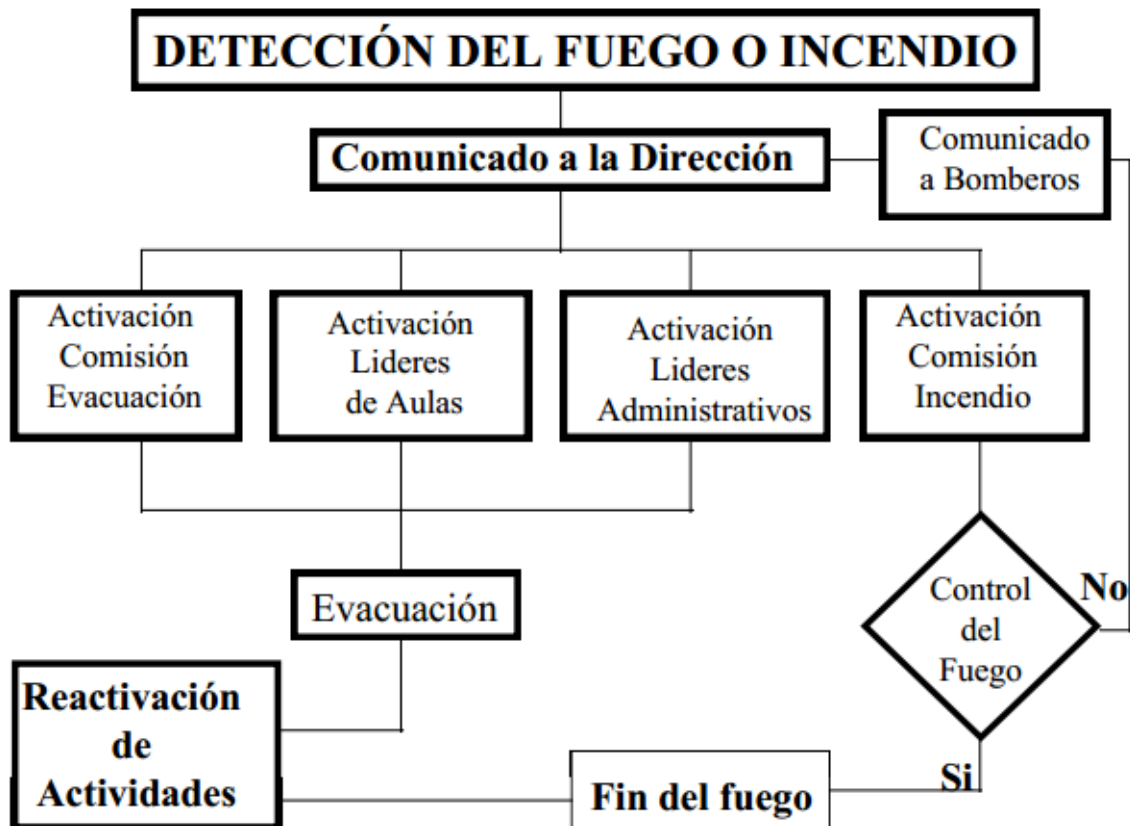 DETECCIÓN DEL FUEGO O INCENDIO
Comunicado a la Dirección
Comunicado
a Bomberos
Activación
Comisión
Evacuación
Activación
Lideres
de Aulas
Activación
Lideres
Administrativos
Activación
Comisión
Incendio
Control
del
Fuego
No
Si
Evacuación
Reactivación
de
Actividades
Fin del fuego